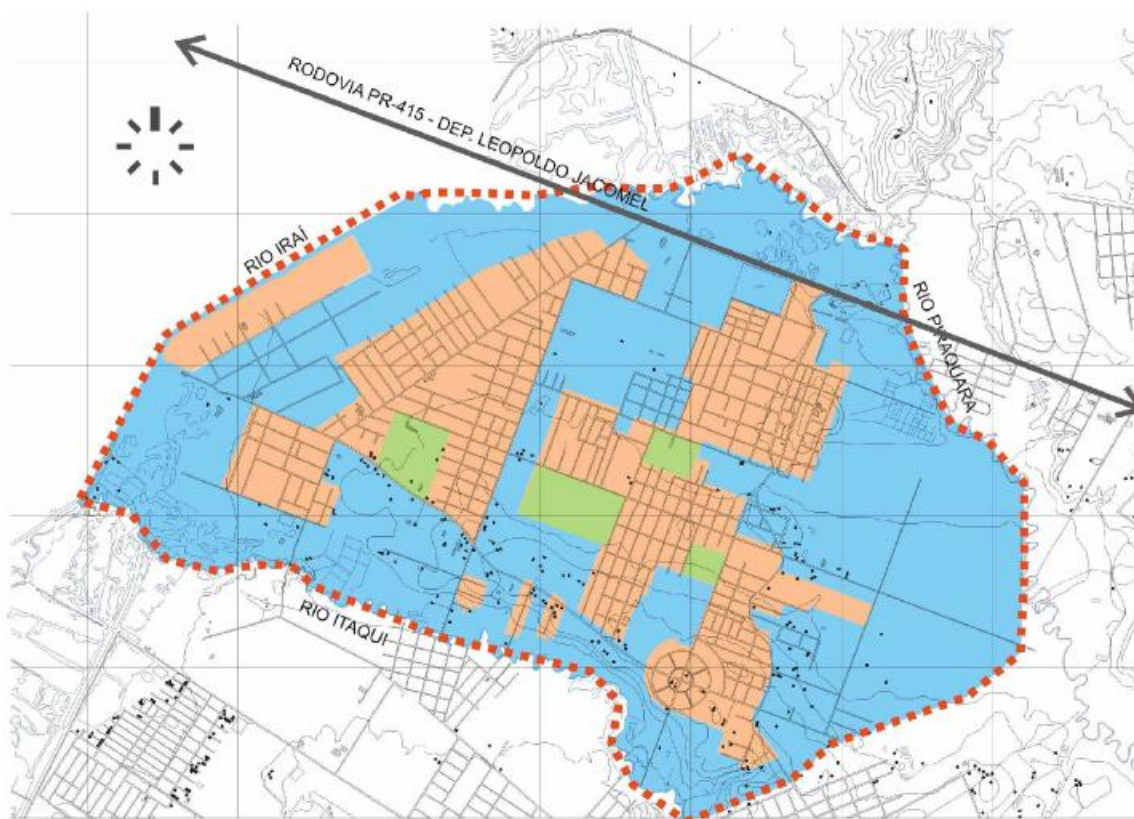 RODOVIA PR-415 - DEP. LEOPOLDO JACOMEL
RIO IRAÍ
RIO PIRAQUARA
RIO ITAQUI